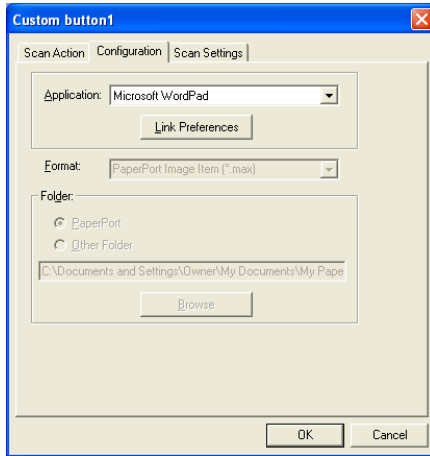 Custom button1
Scan Action Configuration Scan Settings
Application: Microsoft WordPad
Link Preferences
Format: PaperPort Image Item (*.max)
Folder:
PaperPort
Other Folder
C:\Documents and Settings\Owner\My Documents\My Pape
Browse
OK Cancel